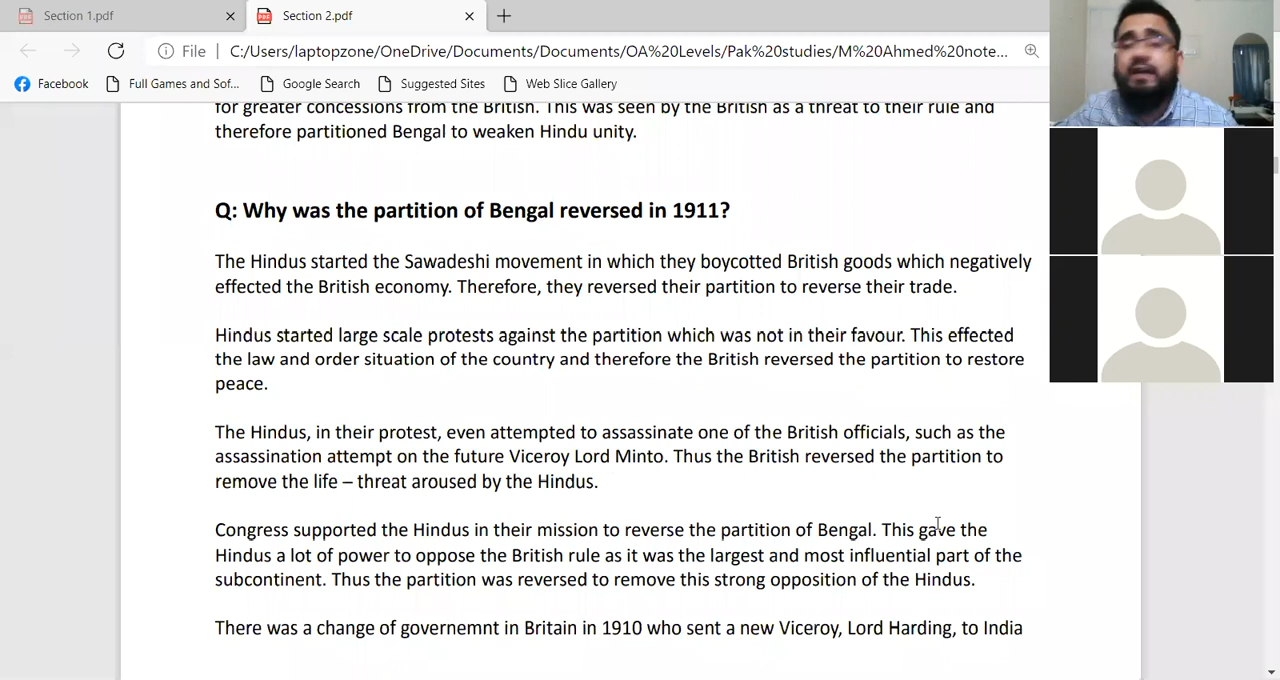 Section 1.pdf
Section 2.pdf
File
C:/Users/laptopzone/OneDrive/Documents/Documents/OA%20Levels/Pak%20studies/M%20Ahmed%20note...
Facebook
Full Games and Sof...
Google Search
Suggested Sites
Web Slice Gallery
for greater concessions from the British. This was seen by the British as a threat to their rule and
therefore partitioned Bengal to weaken Hindu unity.
Q: Why was the partition of Bengal reversed in 1911?
The Hindus started the Sawadeshi movement in which they boycotted British goods which negatively
effected the British economy. Therefore, they reversed their partition to reverse their trade.
Hindus started large scale protests against the partition which was not in their favour. This effected
the law and order situation of the country and therefore the British reversed the partition to restore
peace.
The Hindus, in their protest, even attempted to assassinate one of the British officials, such as the
assassination attempt on the future Viceroy Lord Minto. Thus the British reversed the partition to
remove the life – threat aroused by the Hindus.
Congress supported the Hindus in their mission to reverse the partition of Bengal. This gave the
Hindus a lot of power to oppose the British rule as it was the largest and most influential part of the
subcontinent. Thus the partition was reversed to remove this strong opposition of the Hindus.
There was a change of governemnt in Britain in 1910 who sent a new Viceroy, Lord Harding, to India